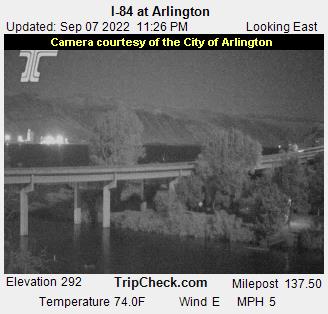 I-84 at Arlington
Updated: Sep 07 2022 11:26 PM Looking East
Camera courtesy of the City of Arlington
Elevation 292 TripCheck.com Milepost 137.50
Temperature 74.0F Wind E MPH 5